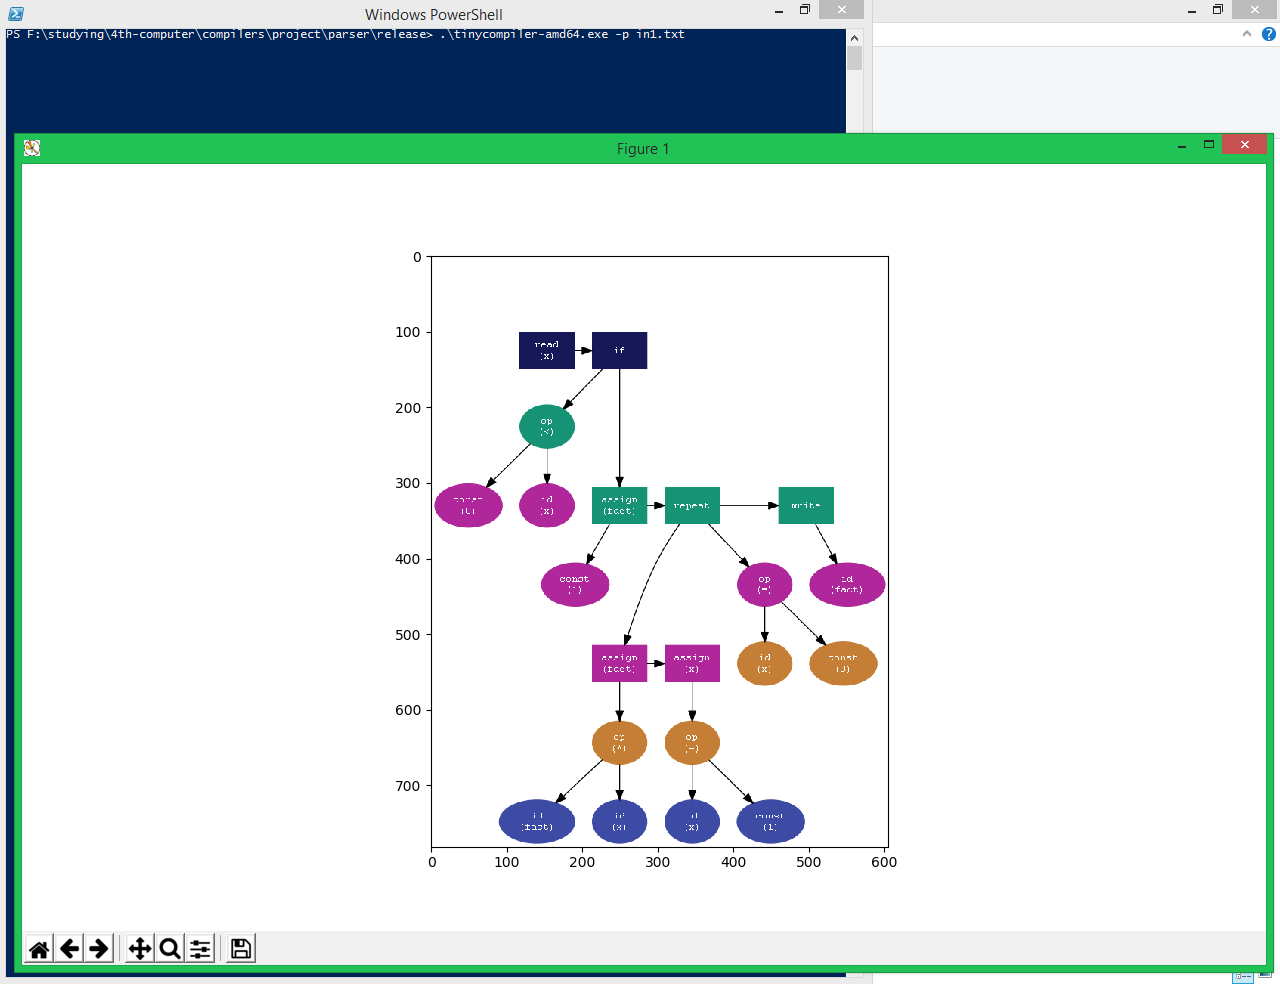 Windows PowerShell
PS F:\studying\4th-computer\compilers\project\parser\release> .\tinycompiler-amd64.exe -p in1.txt
Figure 1
0
100
read
(x)
if
200
op
(<)
300
const
(0)
id
(x)
assign
(fact)
repeat
write
400
const
(1)
op
(=)
id
(fact)
500
assign
(fact)
assign
(x)
id
(x)
const
(0)
600
op
(*)
op
(-)
700
id
(fact)
id
(x)
id
(x)
const
(1)
0 100 200 300 400 500 600